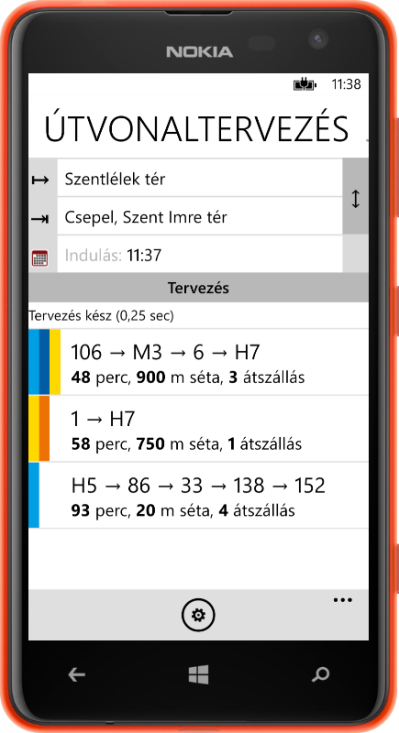 NOKIA
11:38
ÚTVONALTERVEZÉS
Szentlélek tér
Csepel, Szent Imre tér
Indulás: 11:37
Tervezés
Tervezés kész (0,25 sec)
106 → M3 → 6 → H7
48 perc, 900 m séta, 3 átszállás
1 → H7
58 perc, 750 m séta, 1 átszállás
H5 → 86 → 33 → 138 → 152
93 perc, 20 m séta, 4 átszállás